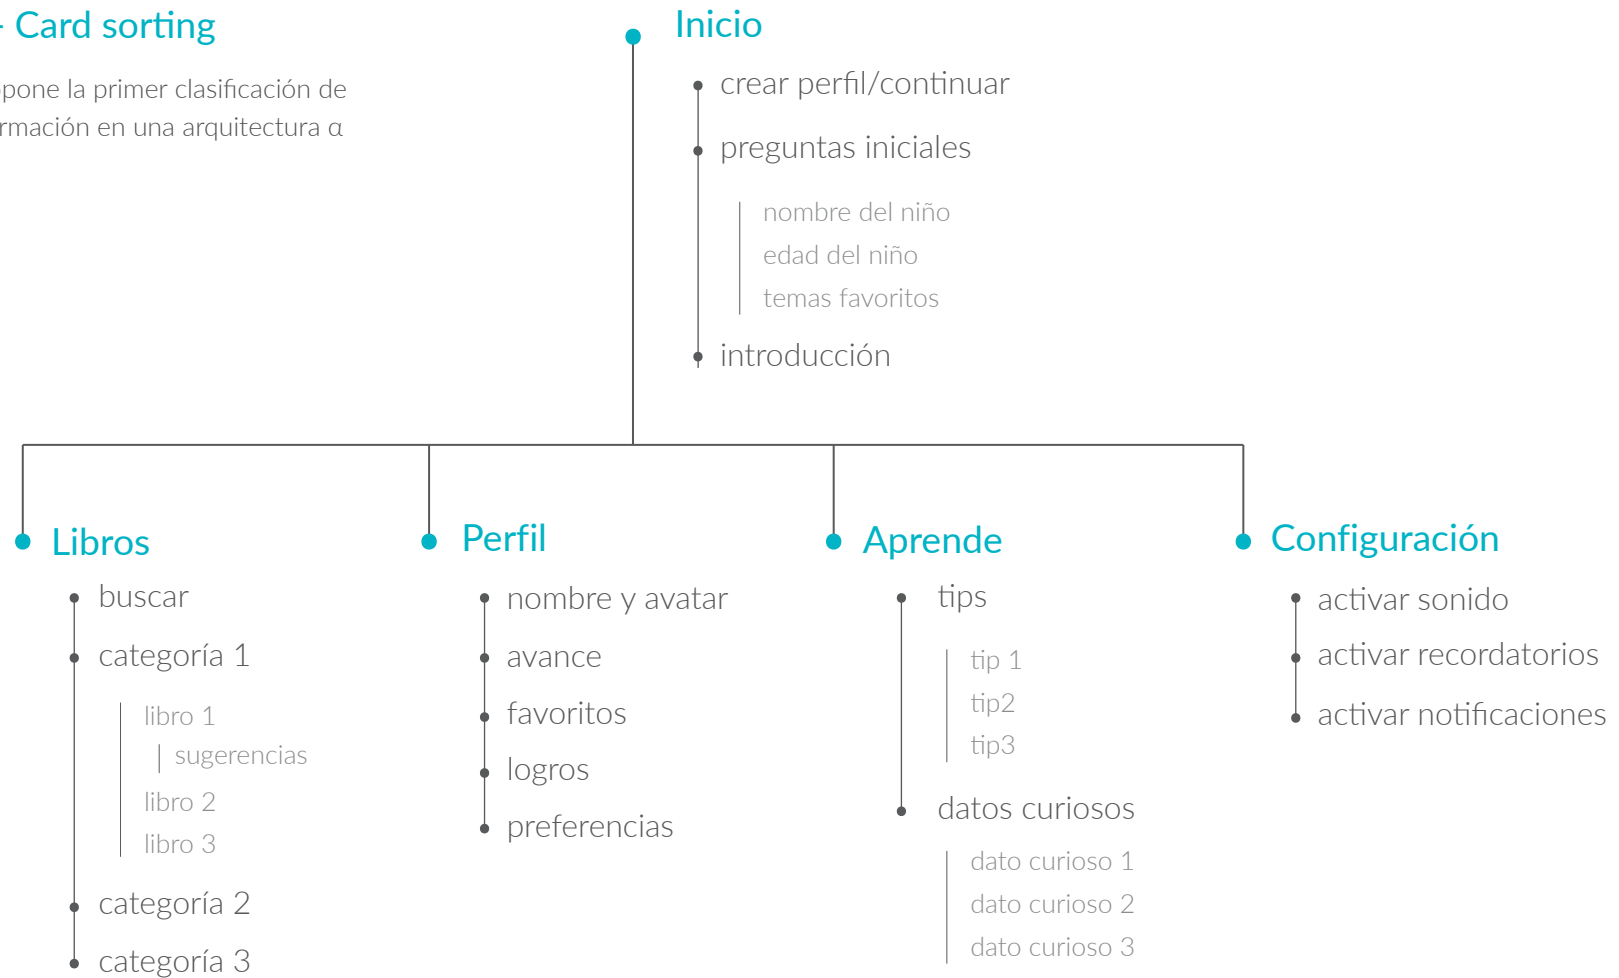 - Card sorting
pone la primer clasificación de
rmación en una arquitectura α
Inicio
crear perfil/continuar
preguntas iniciales
nombre del niño
edad del niño
temas favoritos
introducción
Libros
buscar
categoría 1
libro 1
sugerencias
libro 2
libro 3
categoría 2
categoría 3
Perfil
nombre y avatar
avance
favoritos
logros
preferencias
Aprende
tips
tip 1
tip2
tip3
datos curiosos
dato curioso 1
dato curioso 2
dato curioso 3
Configuración
activar sonido
activar recordatorios
activar notificaciones